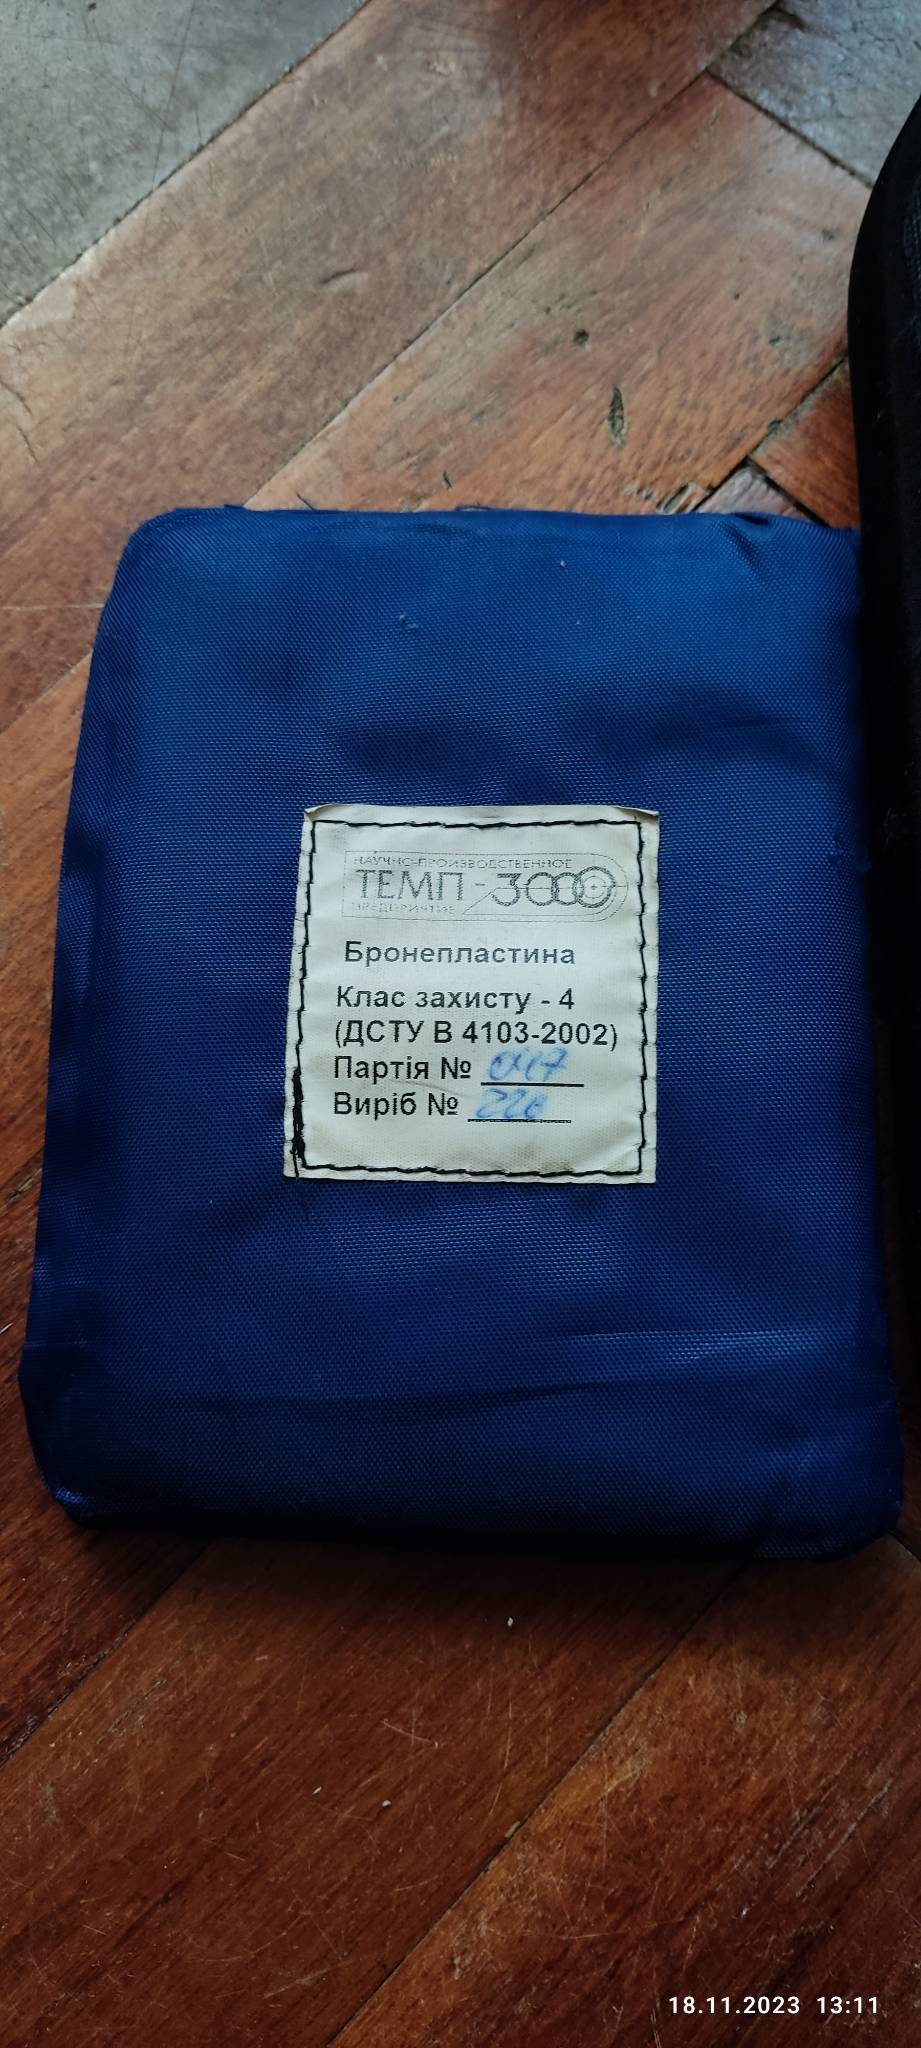 НАУЧНО-ПРОИЗВОДСТВЕННОЕ
ТЕМП-3000
ПРЕДПРИЯТИЕ
Бронепластина
Клас захисту - 4
(ДСТУ В 4103-2002)
Партія №
Виріб №
18.11.2023 13:11